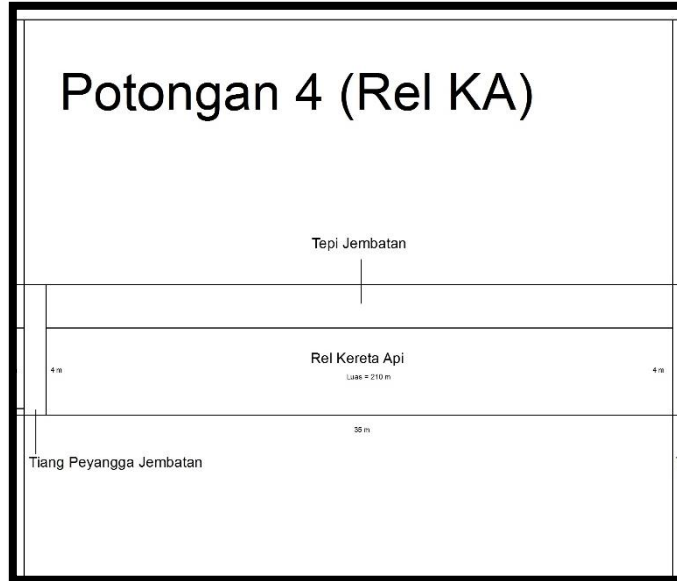 Potongan 4 (Rel KA)
Tepi Jembatan
Rel Kereta Api
Luas = 210 m
4 m
4 m
35 m
Tiang Peyangga Jembatan